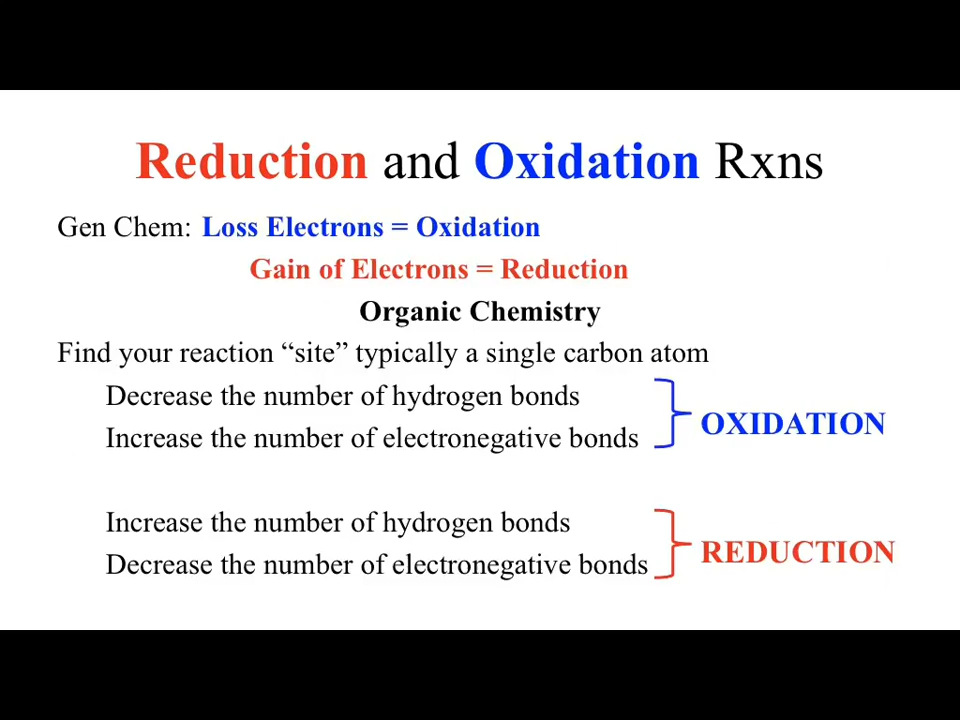 Reduction and Oxidation Rxns
Gen Chem: Loss Electrons = Oxidation
Gain of Electrons = Reduction
Organic Chemistry
Find your reaction “site” typically a single carbon atom
Decrease the number of hydrogen bonds
Increase the number of electronegative bonds
OXIDATION
Increase the number of hydrogen bonds
Decrease the number of electronegative bonds
REDUCTION